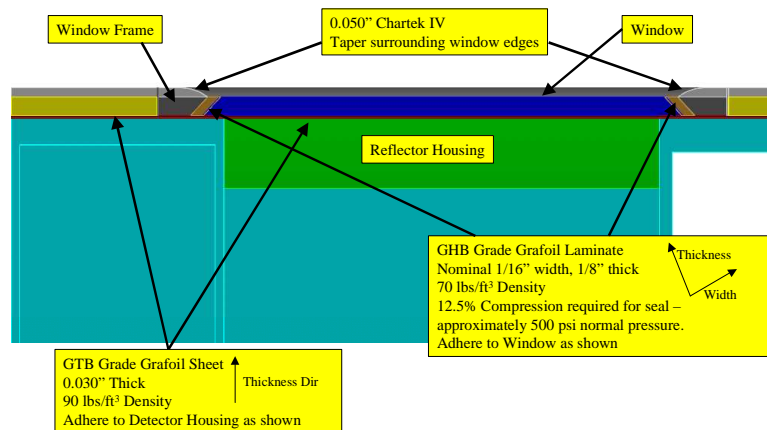 Window Frame
0.050” Chartek IV
Taper surrounding window edges
Window
Reflector Housing
GHB Grade Grafoil Laminate
Nominal 1/16” width, 1/8” thick
70 lbs/ft³ Density
12.5% Compression required for seal –
approximately 500 psi normal pressure.
Adhere to Window as shown
Thickness
Width
GTB Grade Grafoil Sheet
0.030” Thick
90 lbs/ft³ Density
Adhere to Detector Housing as shown
Thickness Dir